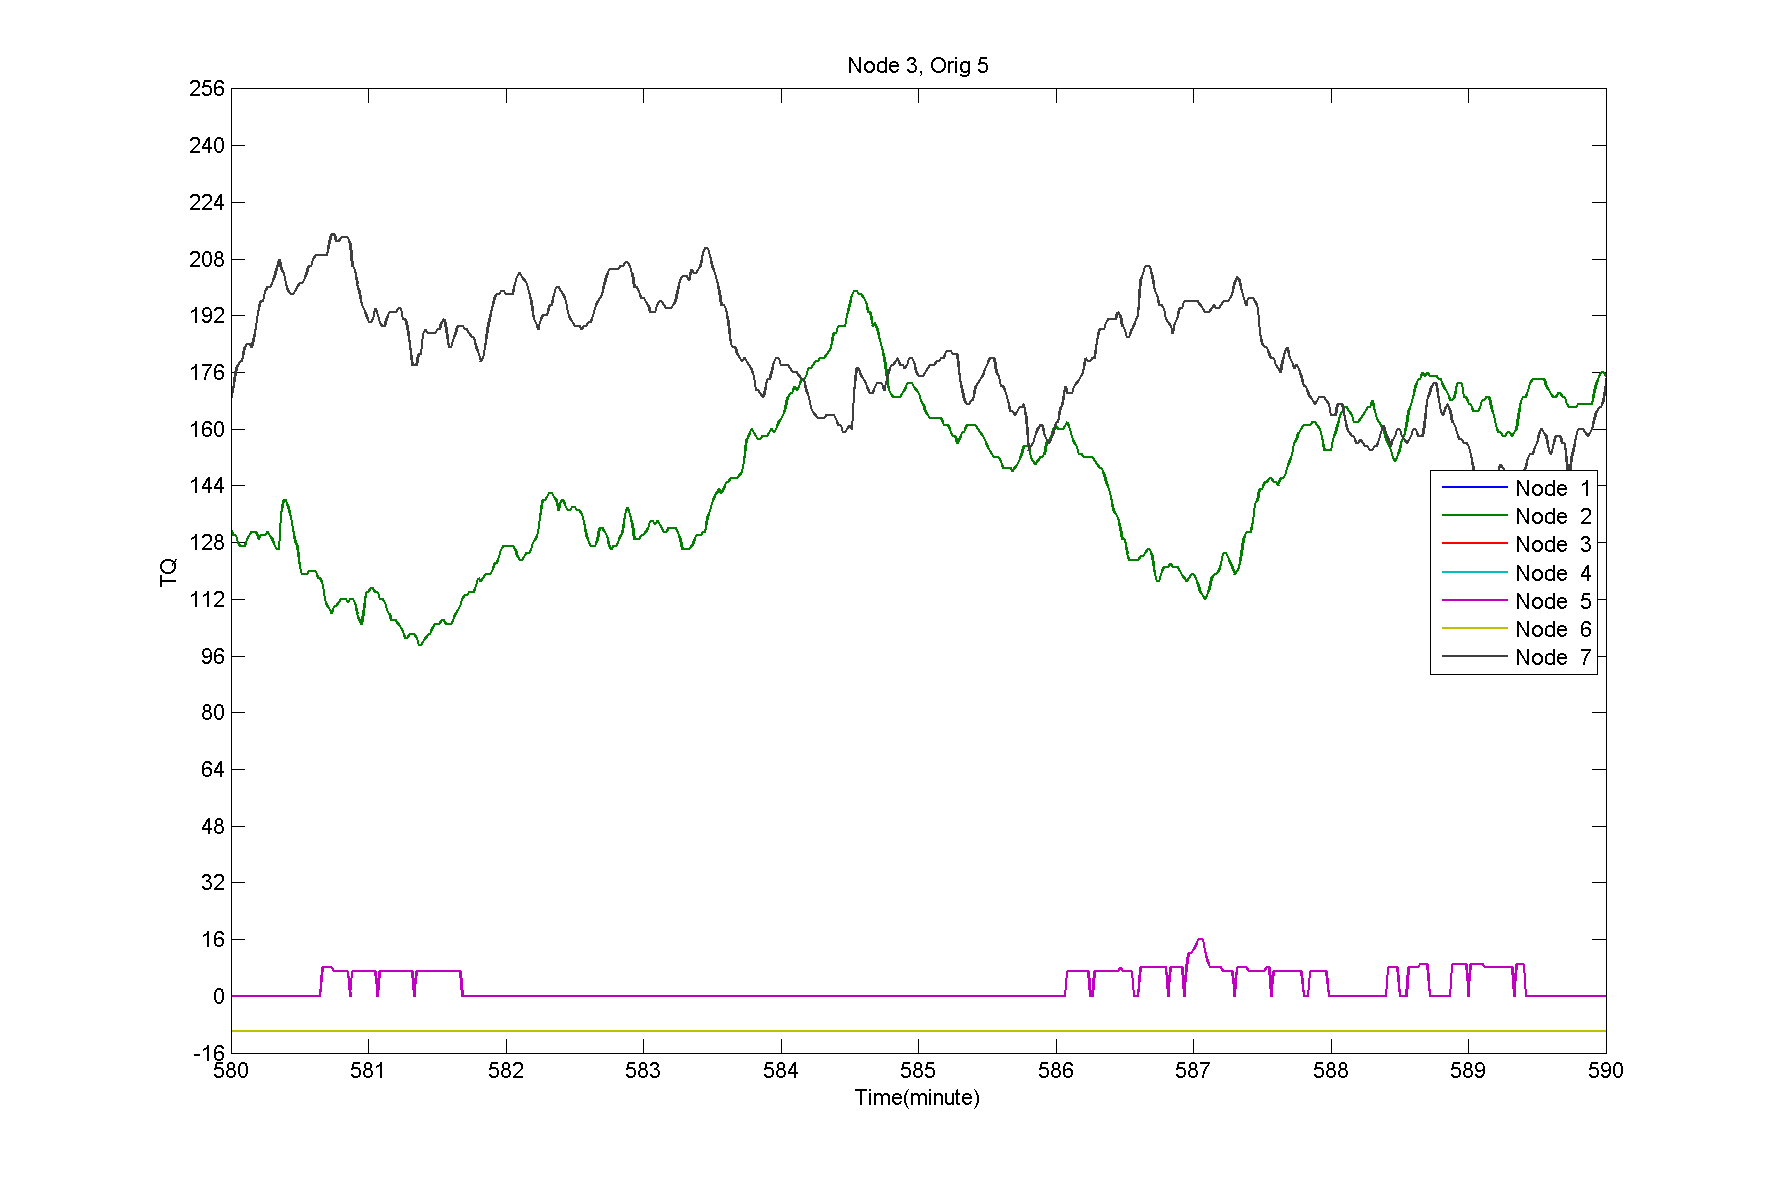 Node 3, Orig 5
256
240
224
208
192
176
160
144
128
112
96
80
64
48
32
16
0
-16
TQ
580 581 582 583 584 585 586 587 588 589 590
Time(minute)
Node 1
Node 2
Node 3
Node 4
Node 5
Node 6
Node 7